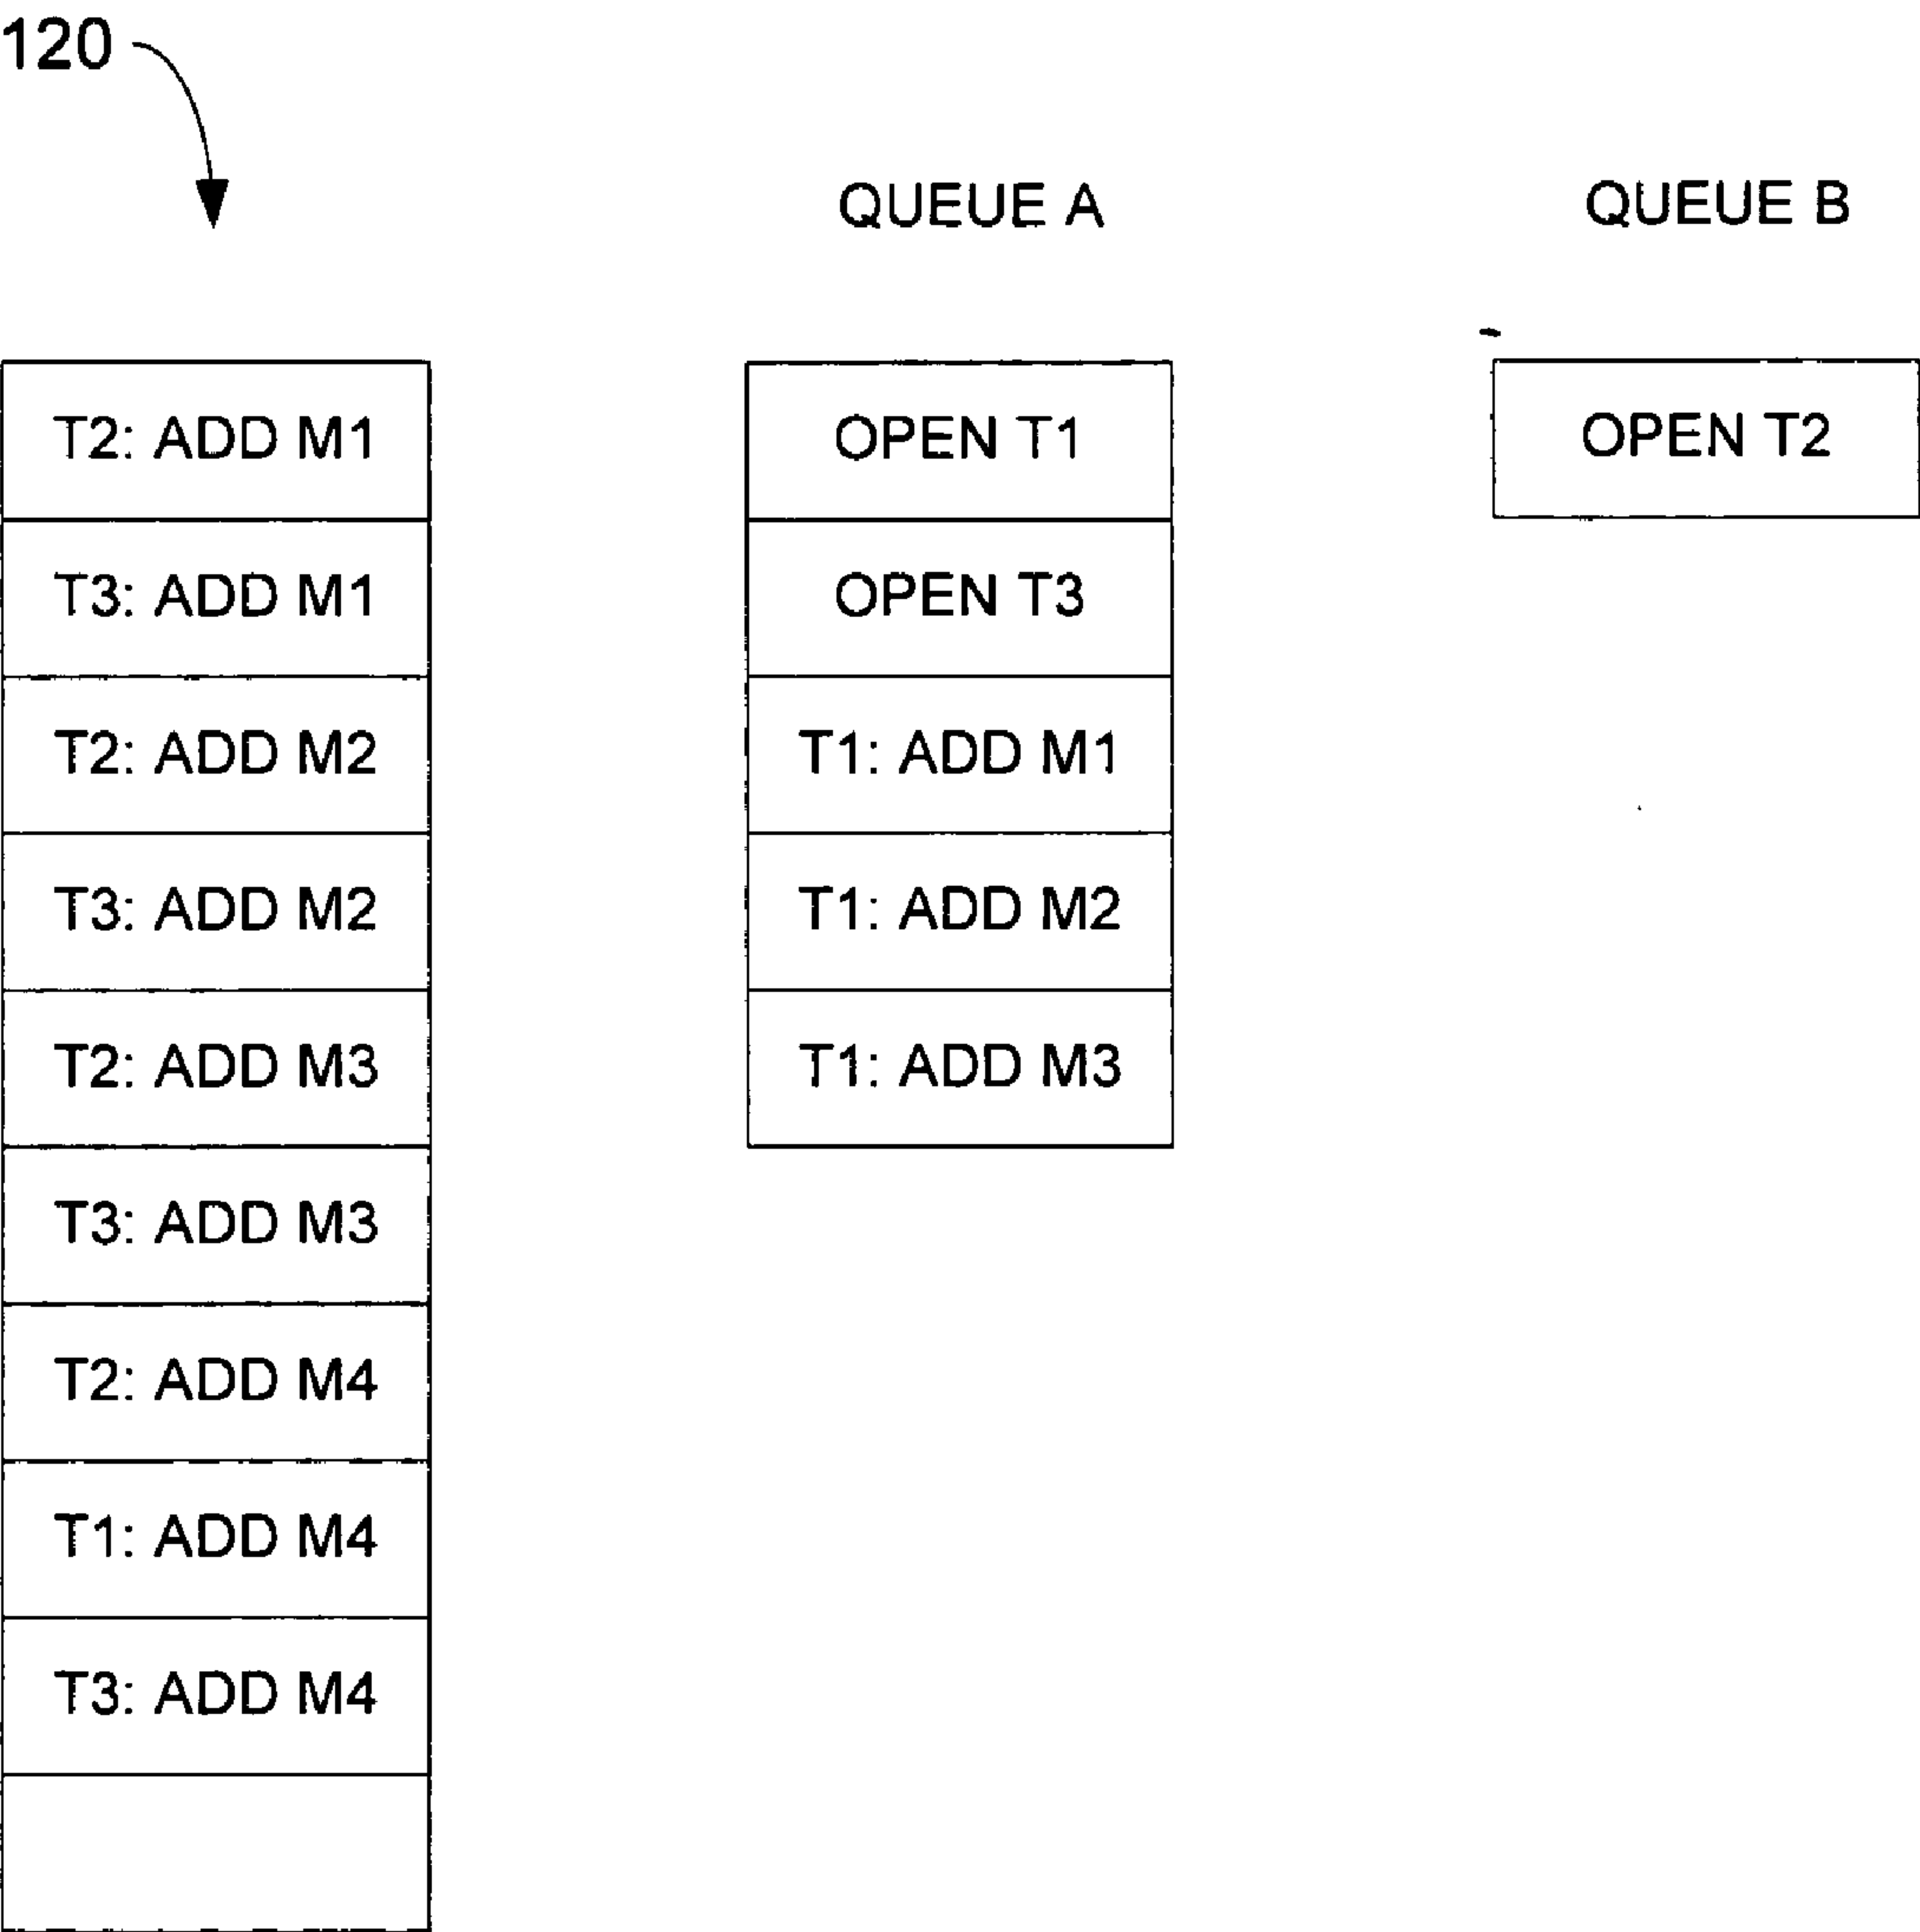 120
QUEUE A
QUEUE B
T2: ADD M1
T3: ADD M1
T2: ADD M2
T3: ADD M2
T2: ADD M3
T3: ADD M3
T2: ADD M4
T1: ADD M4
T3: ADD M4
OPEN T1
OPEN T3
T1: ADD M1
T1: ADD M2
T1: ADD M3
OPEN T2